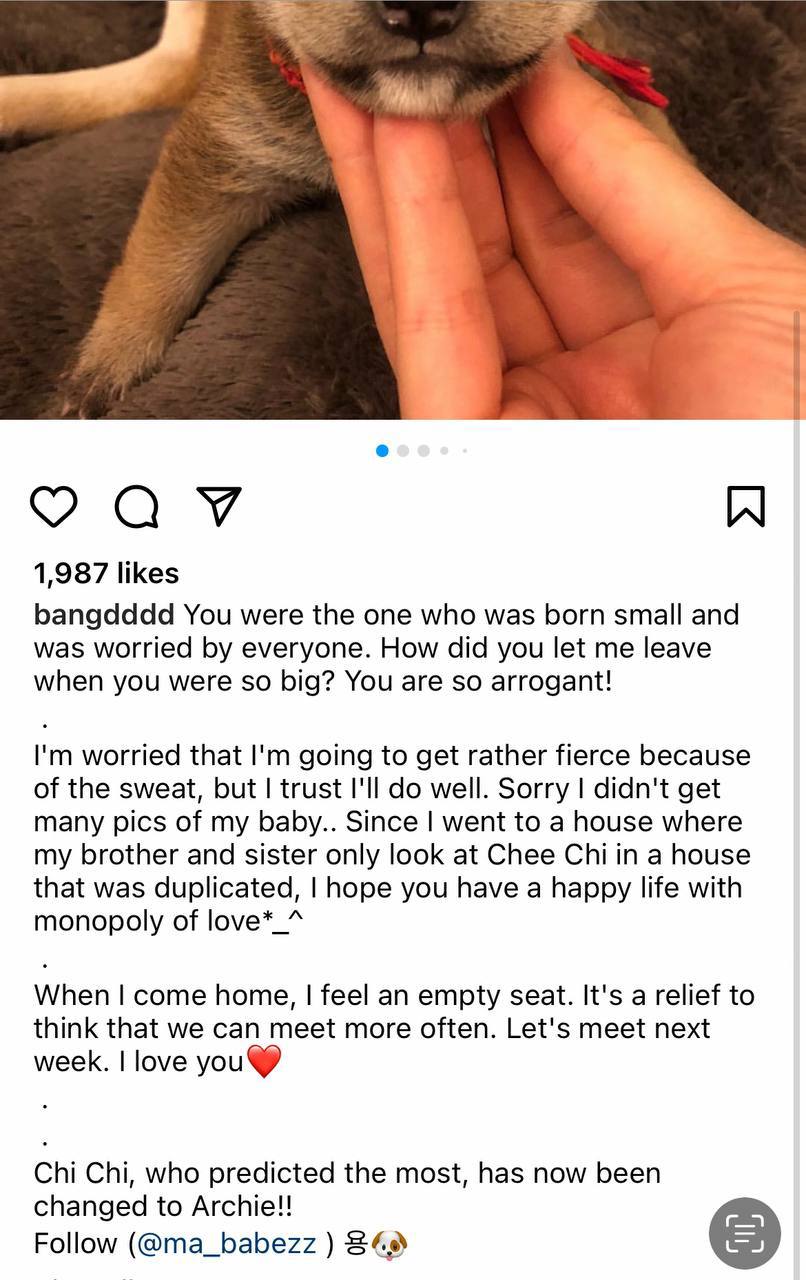 1,987 likes
bangdddd You were the one who was born small and
was worried by everyone. How did you let me leave
when you were so big? You are so arrogant!
.
I'm worried that I'm going to get rather fierce because
of the sweat, but I trust I'll do well. Sorry I didn't get
many pics of my baby.. Since I went to a house where
my brother and sister only look at Chee Chi in a house
that was duplicated, I hope you have a happy life with
monopoly of love*_^
.
When I come home, I feel an empty seat. It's a relief to
think that we can meet more often. Let's meet next
week. I love you❤️
.
.
Chi Chi, who predicted the most, has now been
changed to Archie!!
Follow (@ma_babezz ) 용🐶